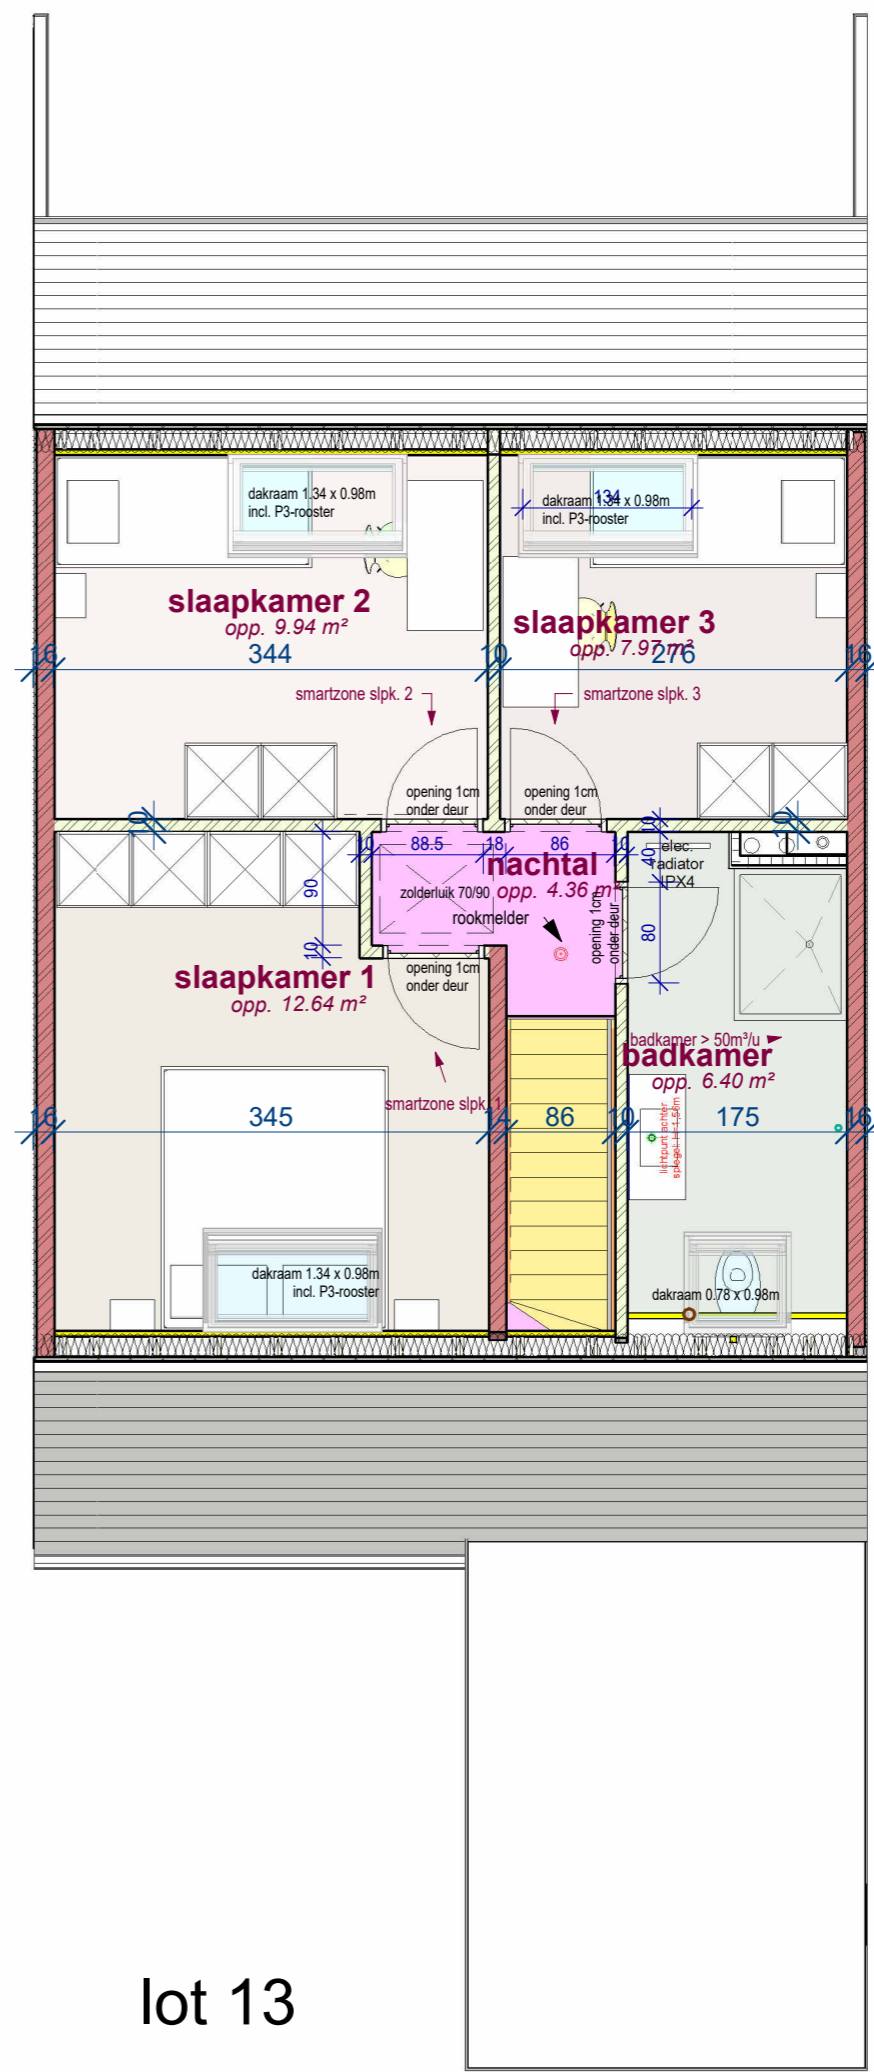 dakraam 1.34 x 0.98m
incl. P3-rooster
134
dakraam 1.34 x 0.98m
incl. P3-rooster
slaapkamer 2
opp. 9.94 m²
slaapkamer 3
opp. 7.97 m²
16
344
10
276
16
smartzone slpk. 2
smartzone slpk. 3
opening 1cm
onder deur
opening 1cm
onder deur
10
10
10
10
88.5
18
86
10
40
elec.
radiator
IPX4
nachtal
opp. 4.36 m²
90
zolderluik 70/90
rookmelder
opening 1cm
onder deur
80
10
slaapkamer 1
opp. 12.64 m²
opening 1cm
onder deur
badkamer > 50m³/u
badkamer
opp. 6.40 m²
smartzone slpk. 1
16
345
14
86
10
175
16
lichtpunt achter
spiegel: H=1,56m
dakraam 1.34 x 0.98m
incl. P3-rooster
dakraam 0.78 x 0.98m
lot 13